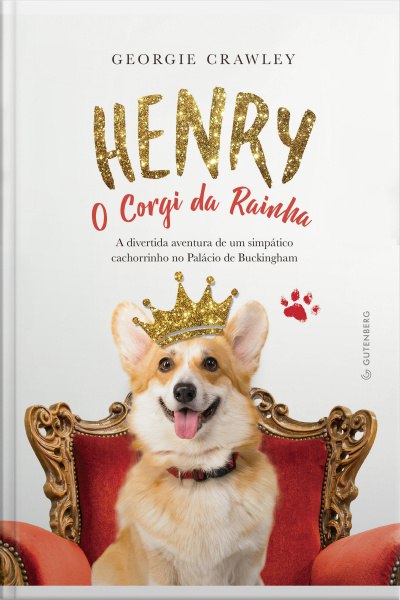 GEORGIE CRAWLEY
HENRY
O Corgi da Rainha
A divertida aventura de um simpático
cachorrinho no Palácio de Buckingham
GUTENBERG